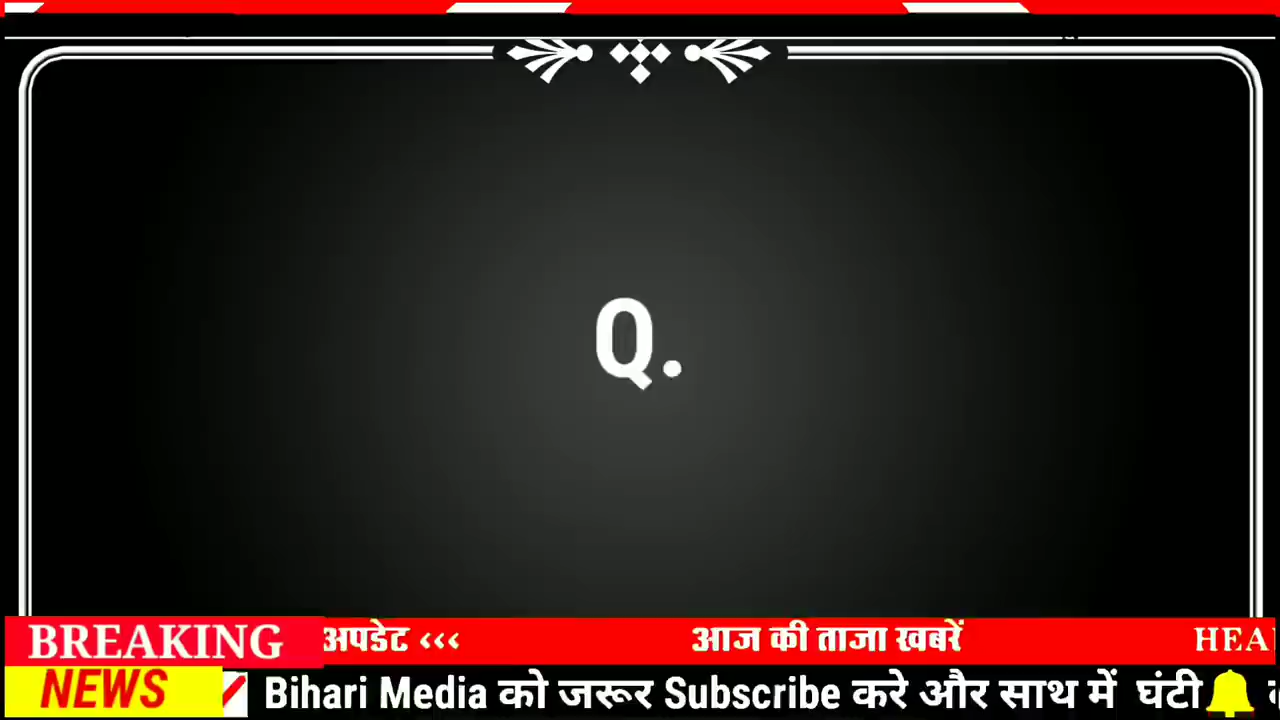 Q.
BREAKING
अपडेट ‹‹‹ आज की ताजा खबरें
NEWS
Bihari Media को जरूर Subscribe करे और साथ में घंटी